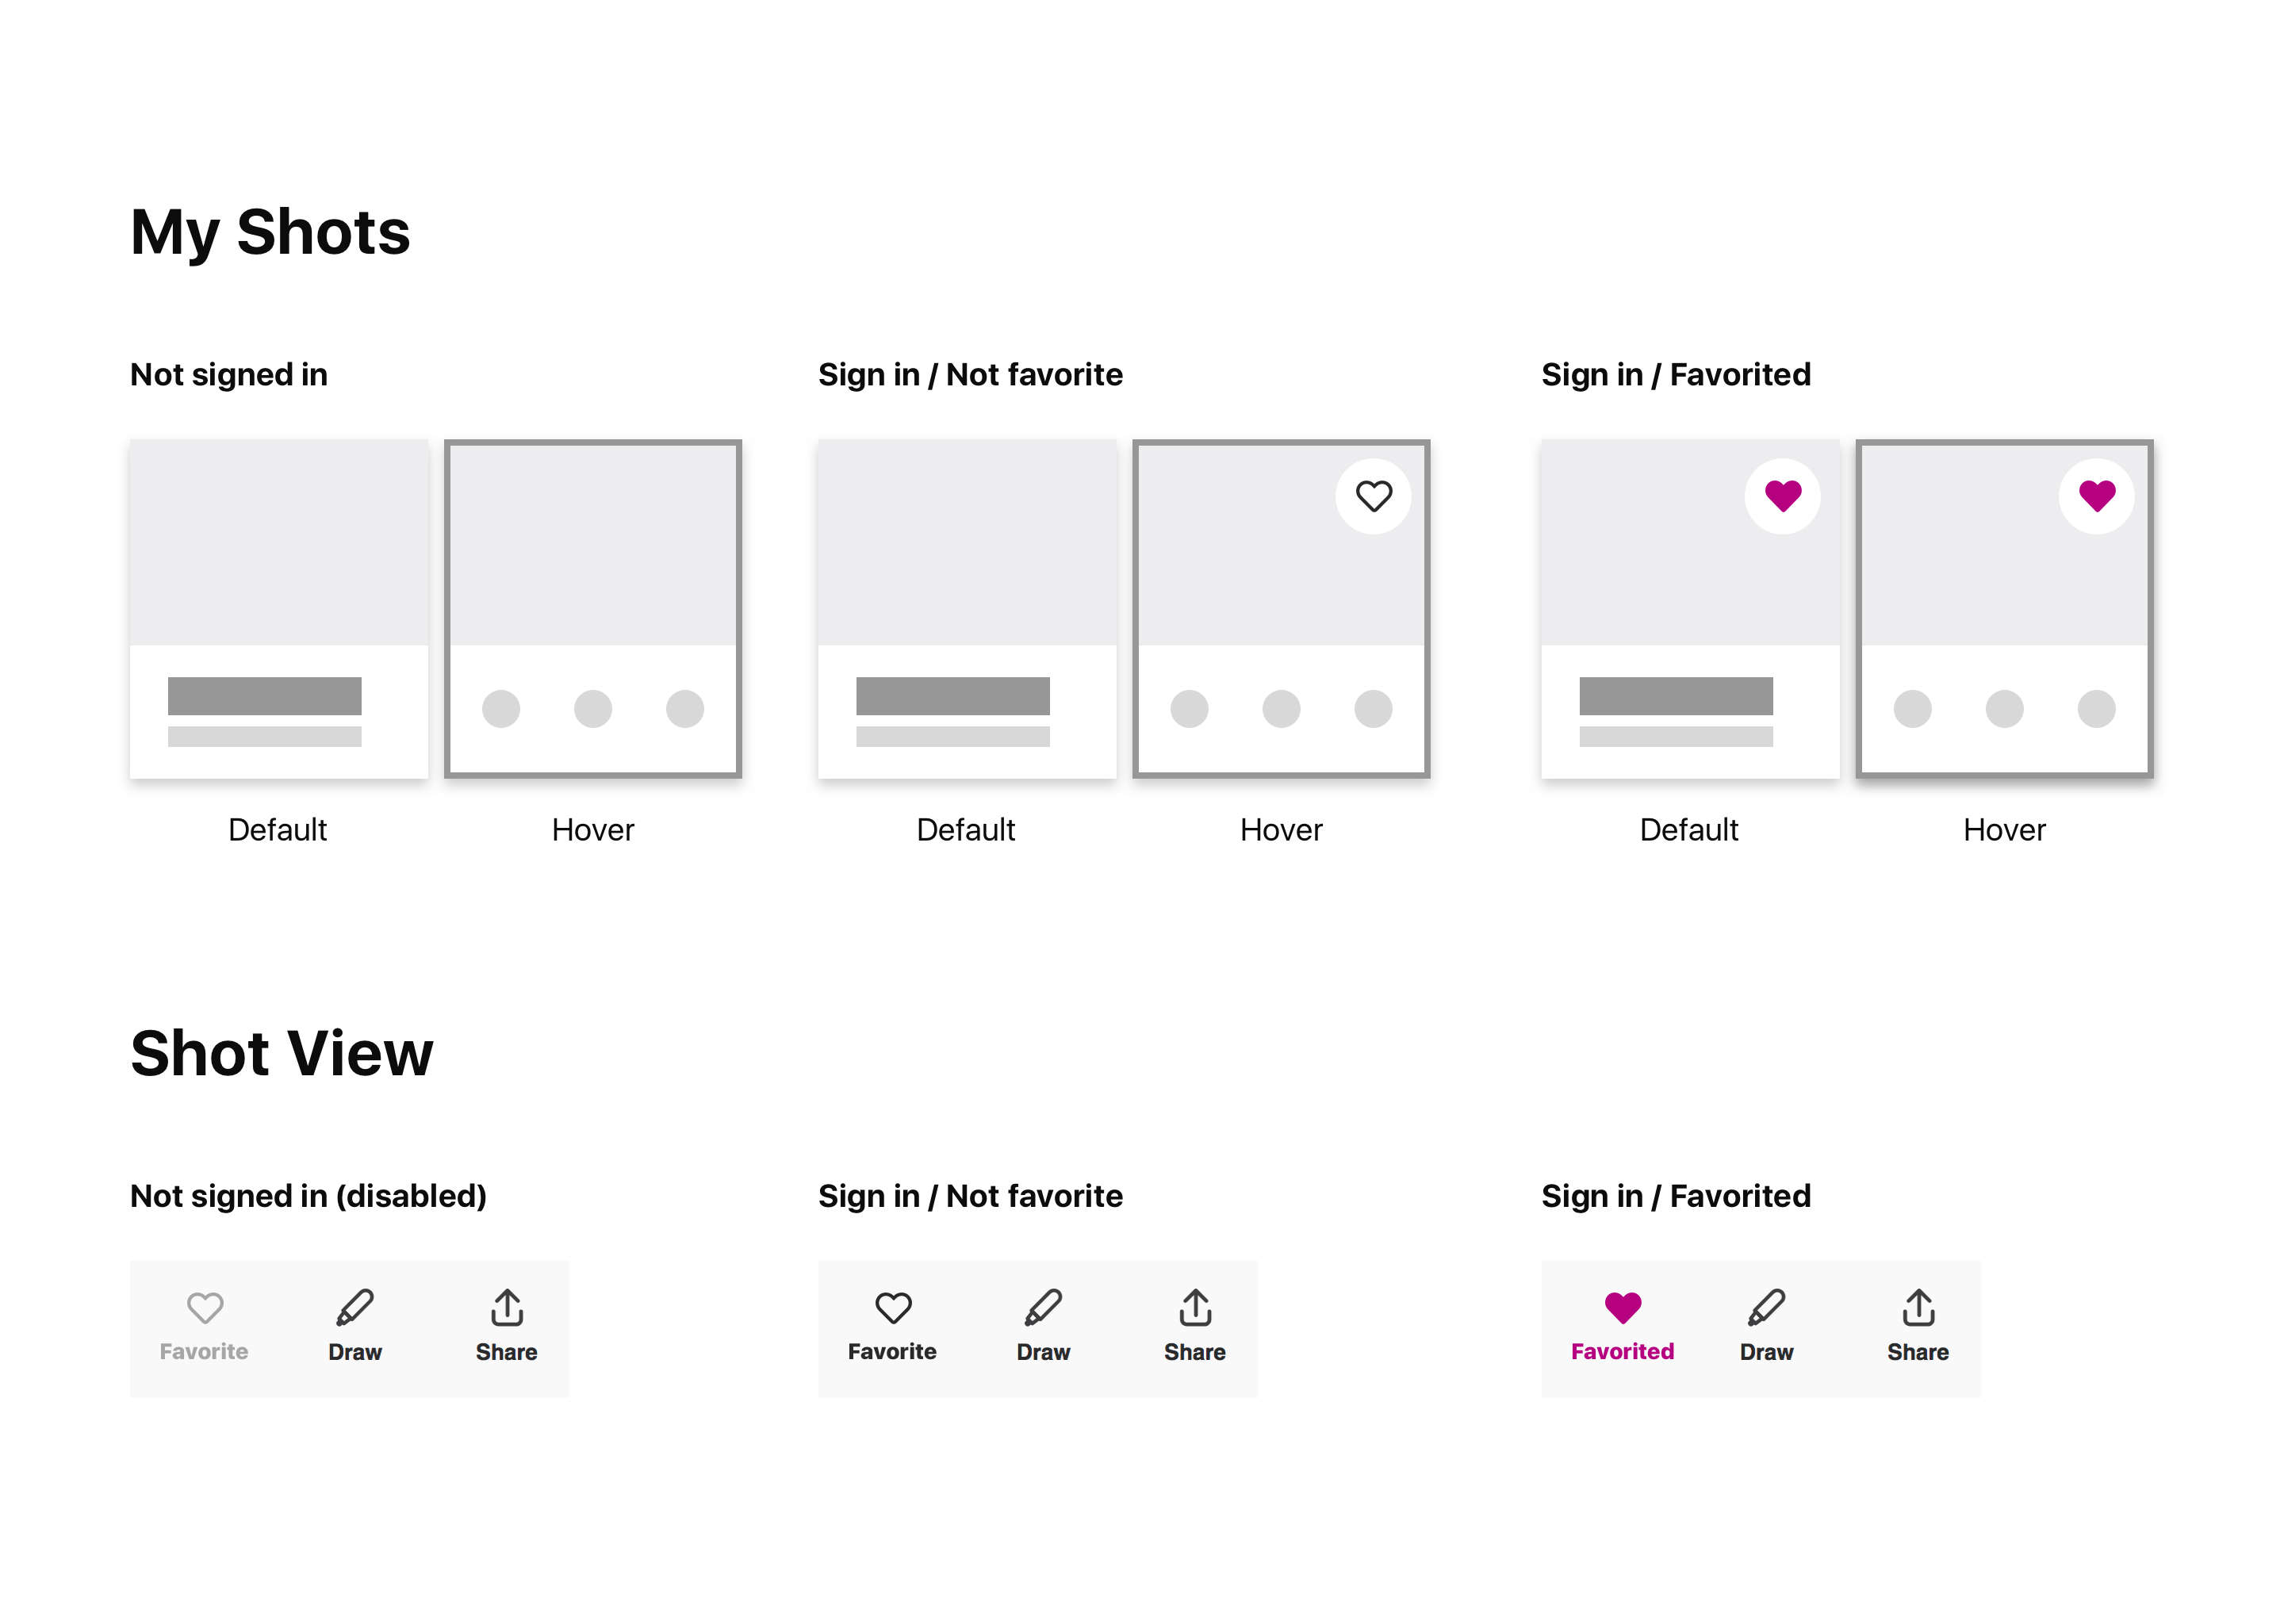 My Shots
Not signed in
Sign in / Not favorite
Sign in / Favorited
Default
Hover
Default
Hover
Default
Hover
Shot View
Not signed in (disabled)
Sign in / Not favorite
Sign in / Favorited
Favorite
Draw
Share
Favorite
Draw
Share
Favorited
Draw
Share